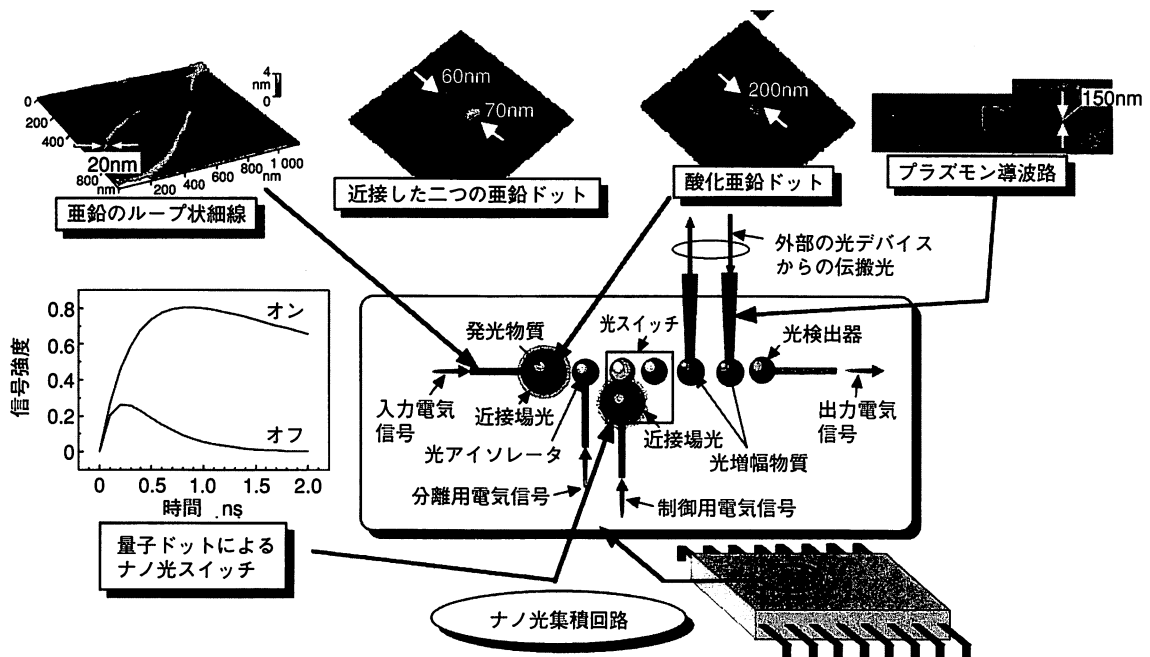 4
nm
0
0
200
400
20nm
800
nm
200
400
600
800
1 000
nm
亜鉛のループ状細線
60nm
70nm
近接した二つの亜鉛ドット
200nm
酸化亜鉛ドット
150nm
プラズモン導波路
外部の光デバイス
からの伝搬光
信号強度
0.8
0.6
0.4
0.2
0
オン
オフ
0
0.5
1.0
1.5
2.0
時間 ns
量子ドットによる
ナノ光スイッチ
発光物質
光スイッチ
光検出器
入力電気
信号
近接場光
光アイソレータ
近接場光
光増幅物質
出力電気
信号
分離用電気信号
制御用電気信号
ナノ光集積回路